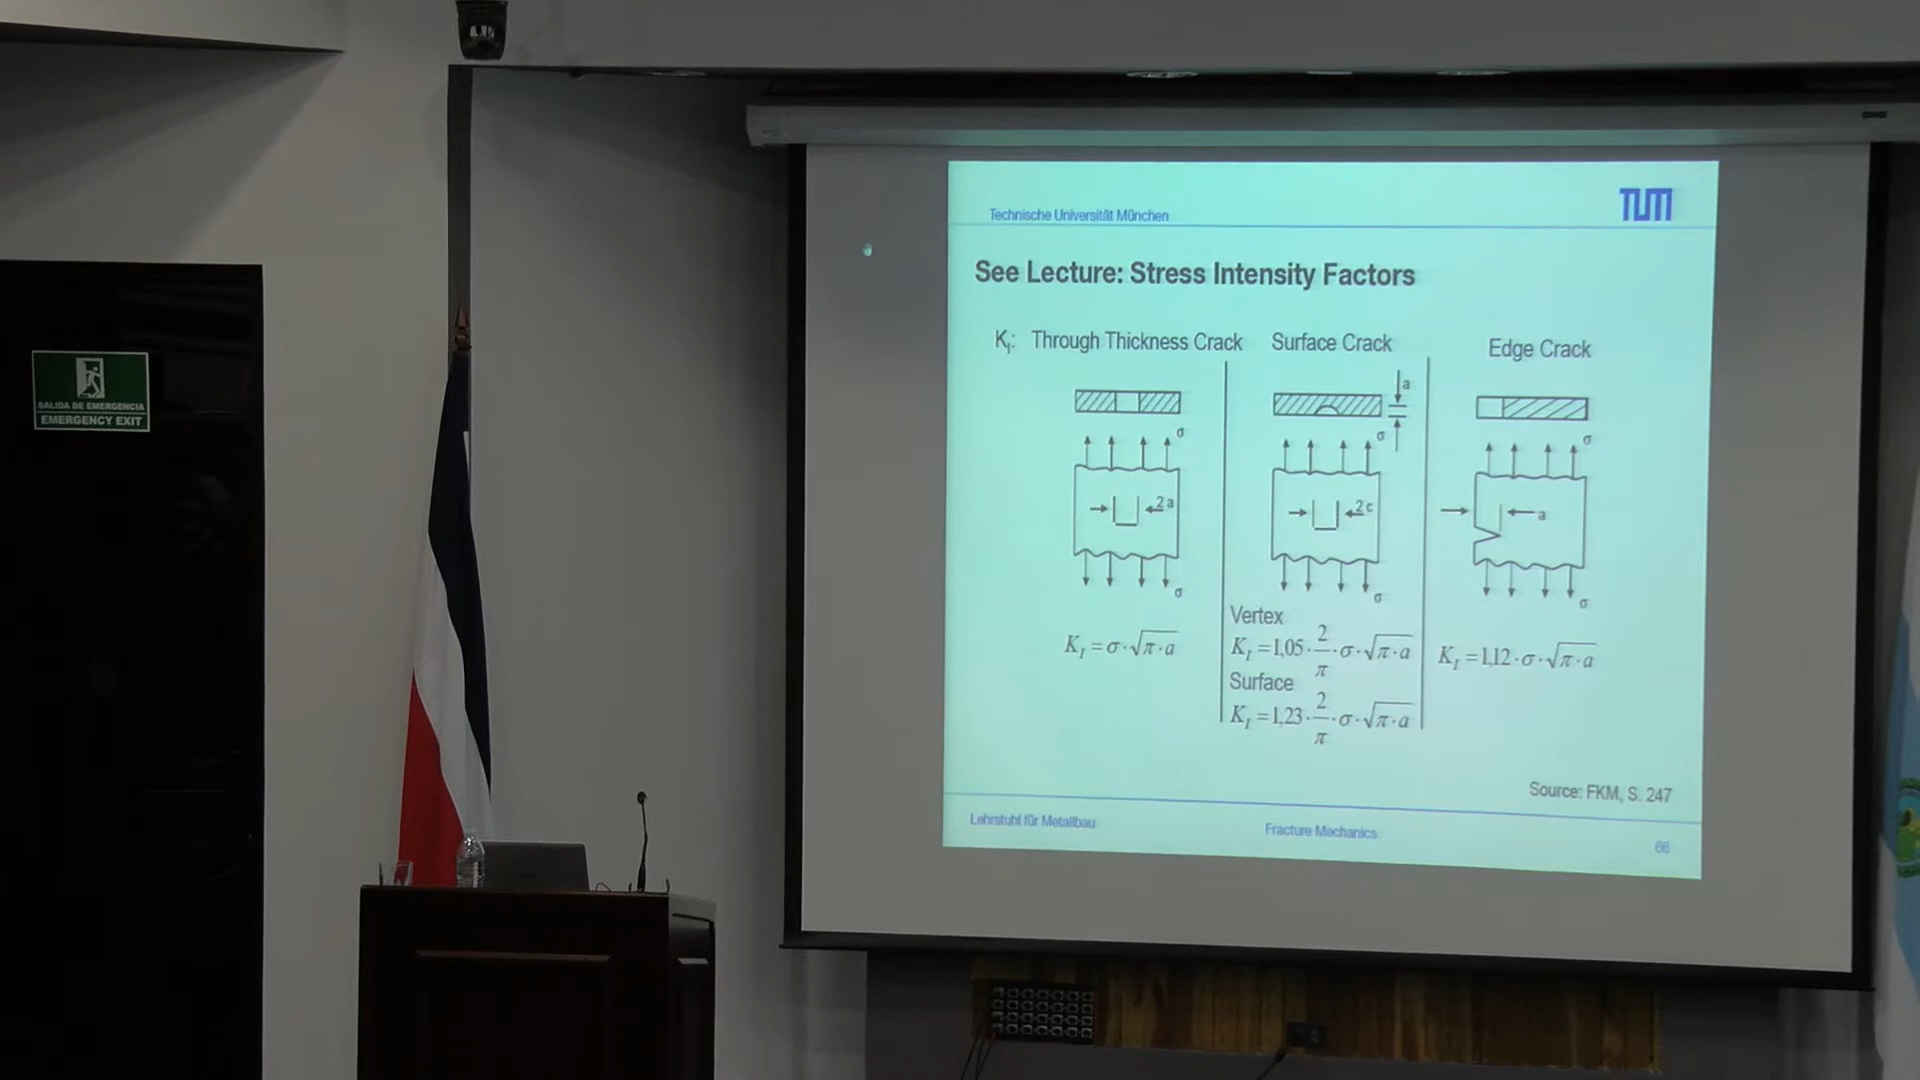 SALIDA DE EMERGENCIA
EMERGENCY EXIT
Technische Universität München
TUM
See Lecture: Stress Intensity Factors
K_I: Through Thickness Crack
Surface Crack
Edge Crack
a
σ
σ
σ
2a
2c
a
σ
σ
σ
Vertex
K_I = σ · √(π · a)
K_I = 1,05 · 2/π · σ · √(π · a)
K_I = 1,12 · σ · √(π · a)
Surface
K_I = 1,23 · 2/π · σ · √(π · a)
Source: FKM, S. 247
Lehrstuhl für Metallbau
Fracture Mechanics
66